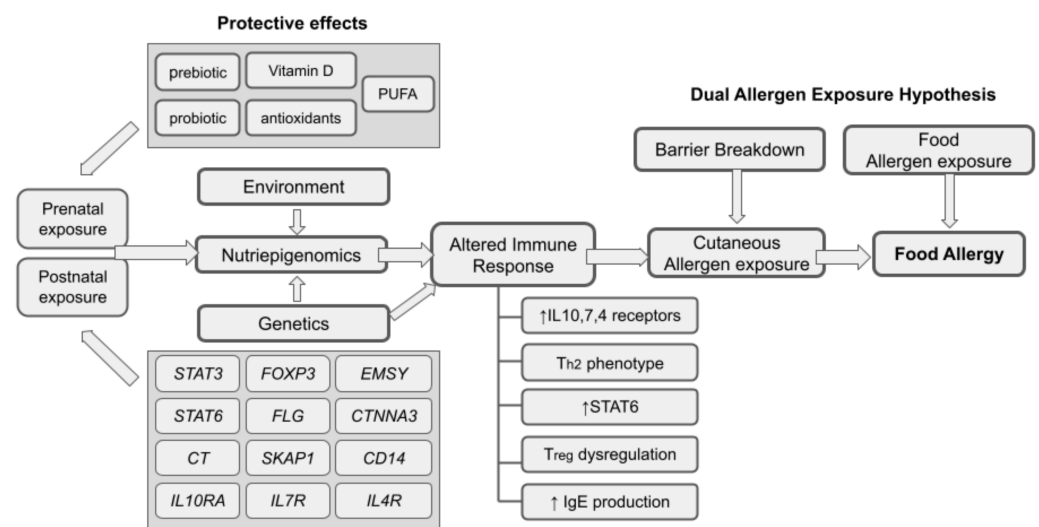 Protective effects
prebiotic
Vitamin D
PUFA
probiotic
antioxidants
Dual Allergen Exposure Hypothesis
Barrier Breakdown
Food
Allergen exposure
Environment
Prenatal
exposure
Postnatal
exposure
Nutriepigenomics
Altered Immune
Response
Cutaneous
Allergen exposure
Food Allergy
Genetics
STAT3
FOXP3
EMSY
STAT6
FLG
CTNNA3
CT
SKAP1
CD14
IL10RA
IL7R
IL4R
↑IL10,7,4 receptors
Th2 phenotype
↑STAT6
Treg dysregulation
↑ IgE production